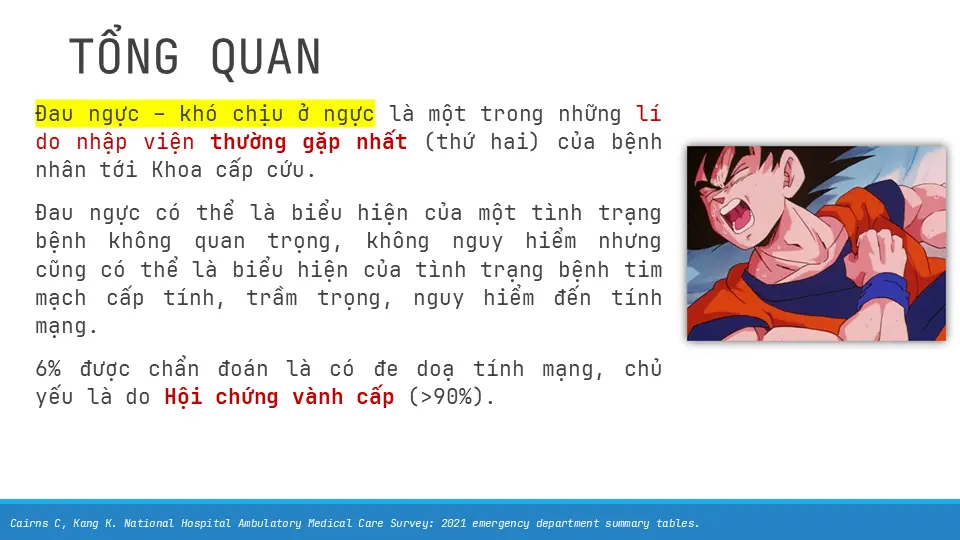 TỔNG QUAN
Đau ngực – khó chịu ở ngực là một trong những lí
do nhập viện thường gặp nhất (thứ hai) của bệnh
nhân tới Khoa cấp cứu.
Đau ngực có thể là biểu hiện của một tình trạng
bệnh không quan trọng, không nguy hiểm nhưng
cũng có thể là biểu hiện của tình trạng bệnh tim
mạch cấp tính, trầm trọng, nguy hiểm đến tính
mạng.
6% được chẩn đoán là có đe doạ tính mạng, chủ
yếu là do Hội chứng vành cấp (>90%).
Cairns C, Kang K. National Hospital Ambulatory Medical Care Survey: 2021 emergency department summary tables.